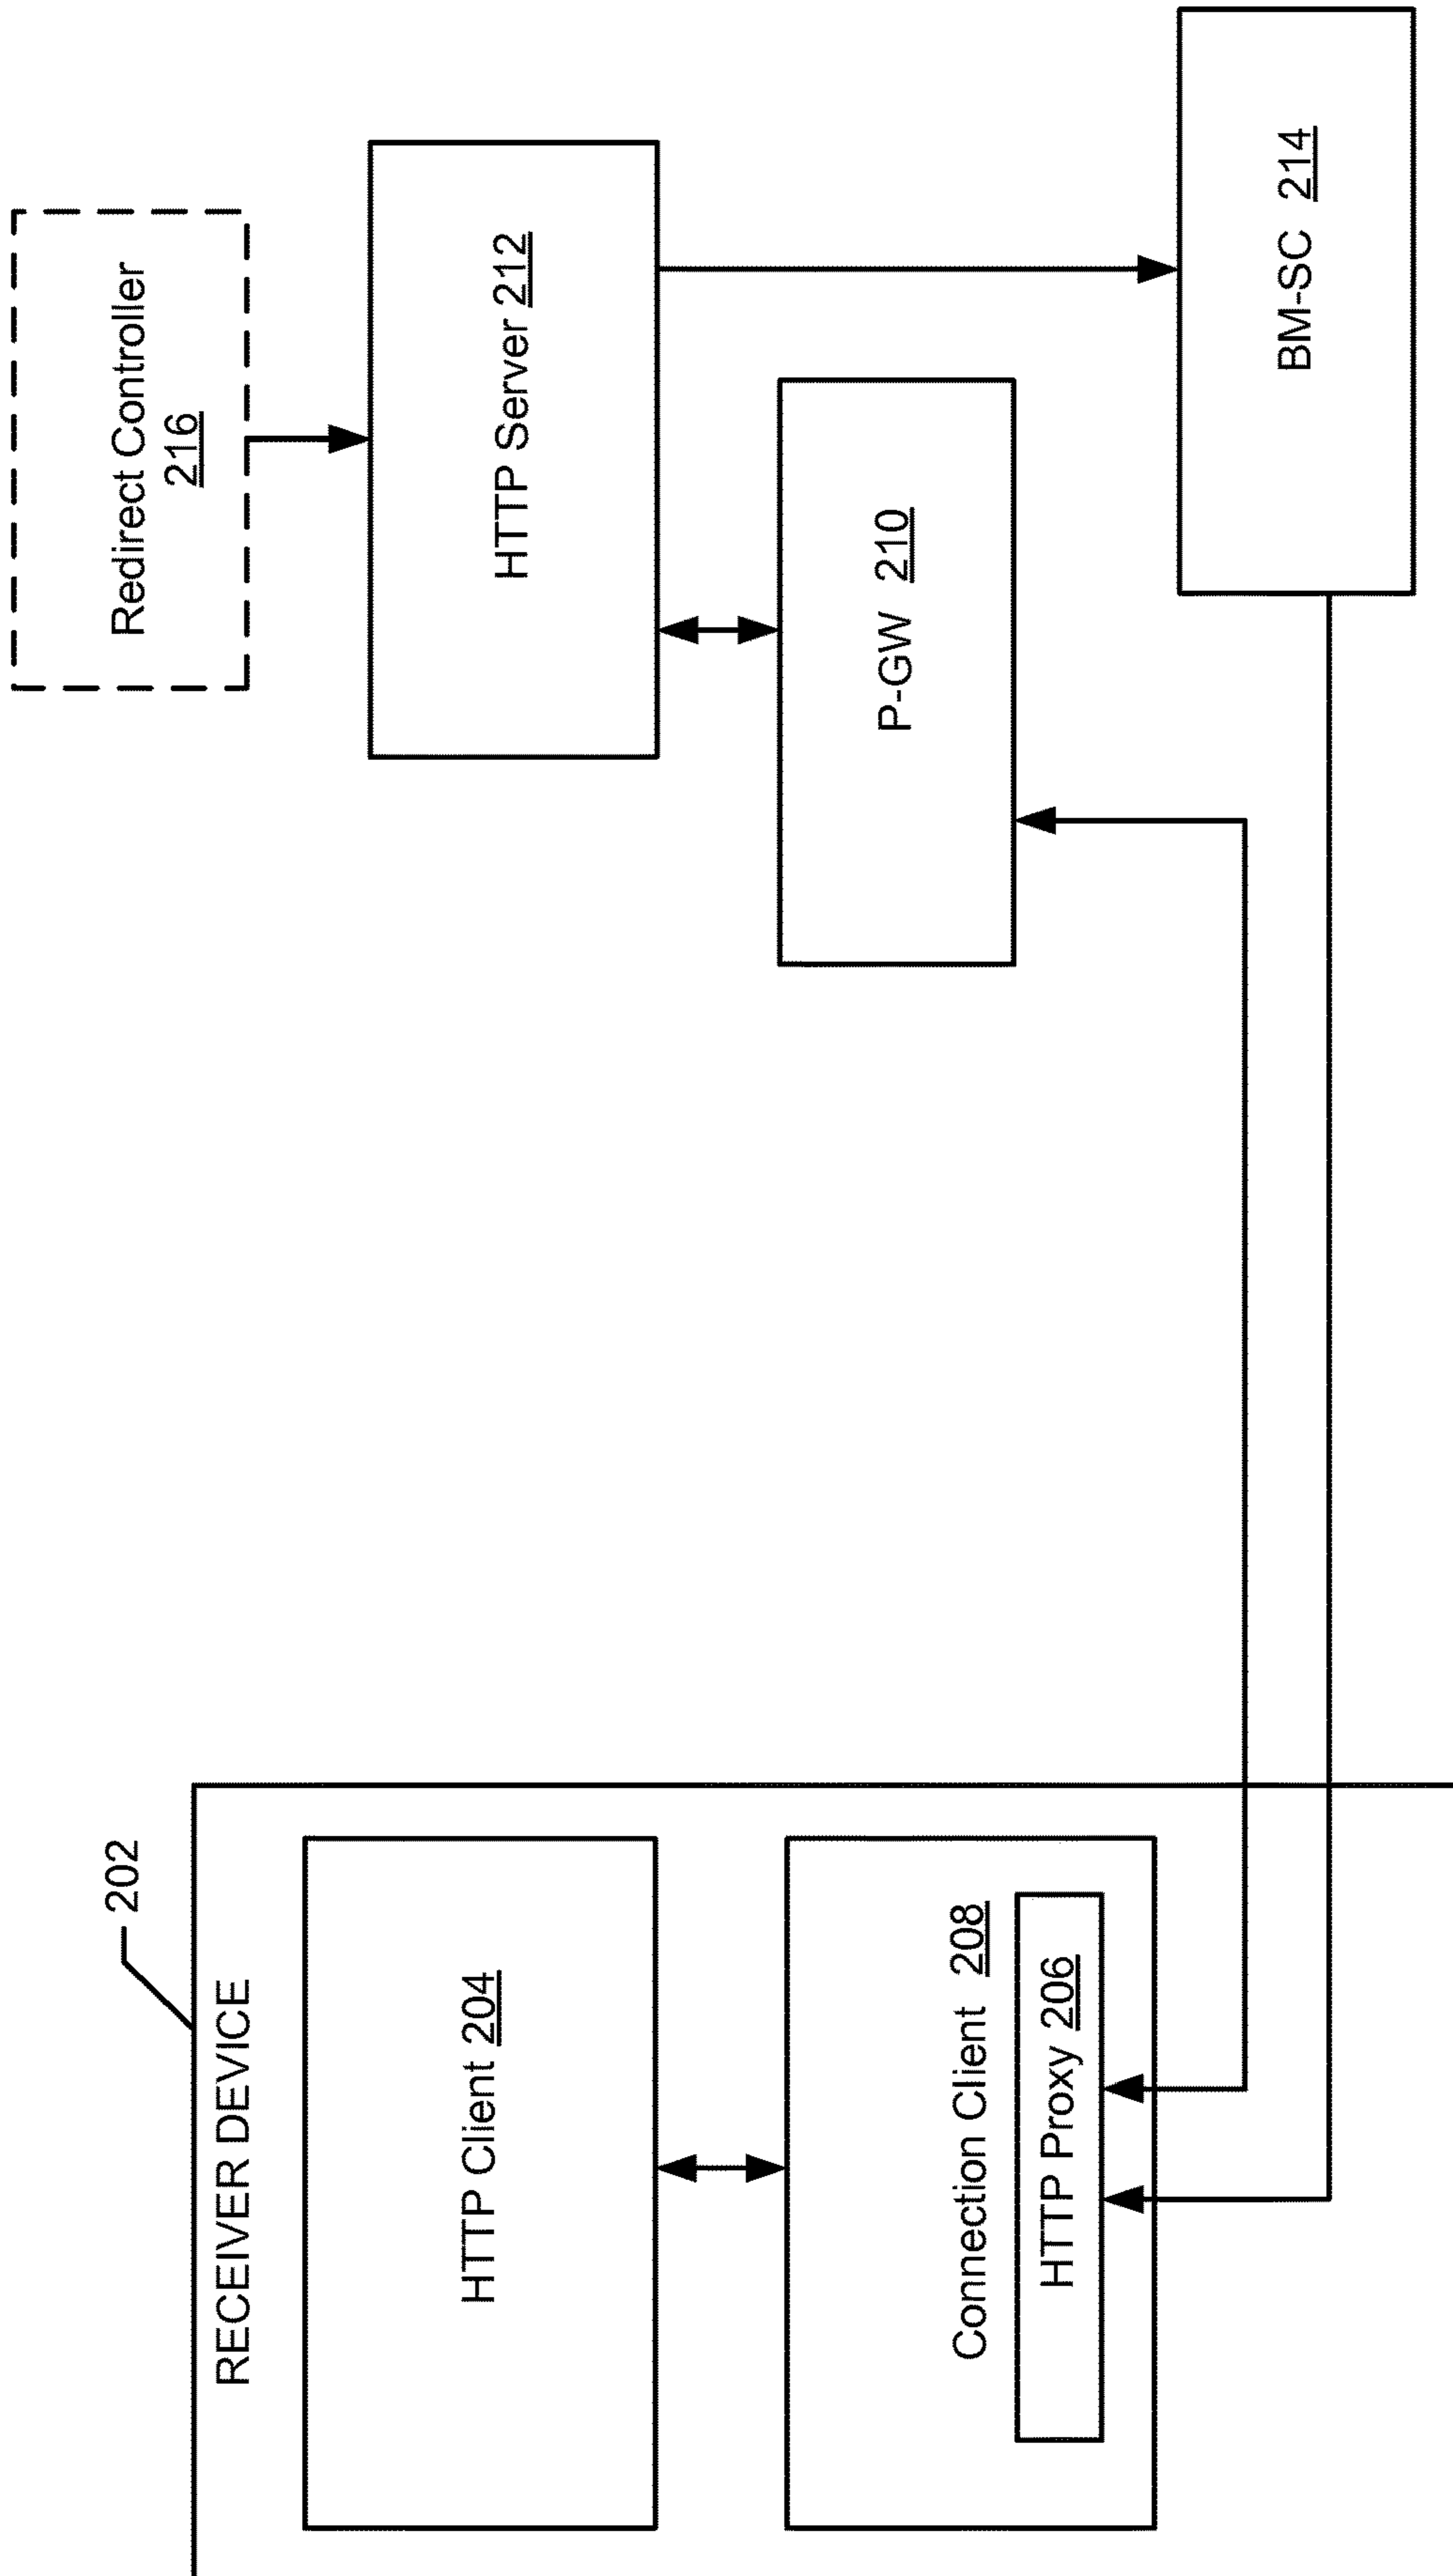 202
RECEIVER DEVICE
HTTP Client 204
Connection Client 208
HTTP Proxy 206
Redirect Controller
216
HTTP Server 212
P-GW 210
BM-SC 214